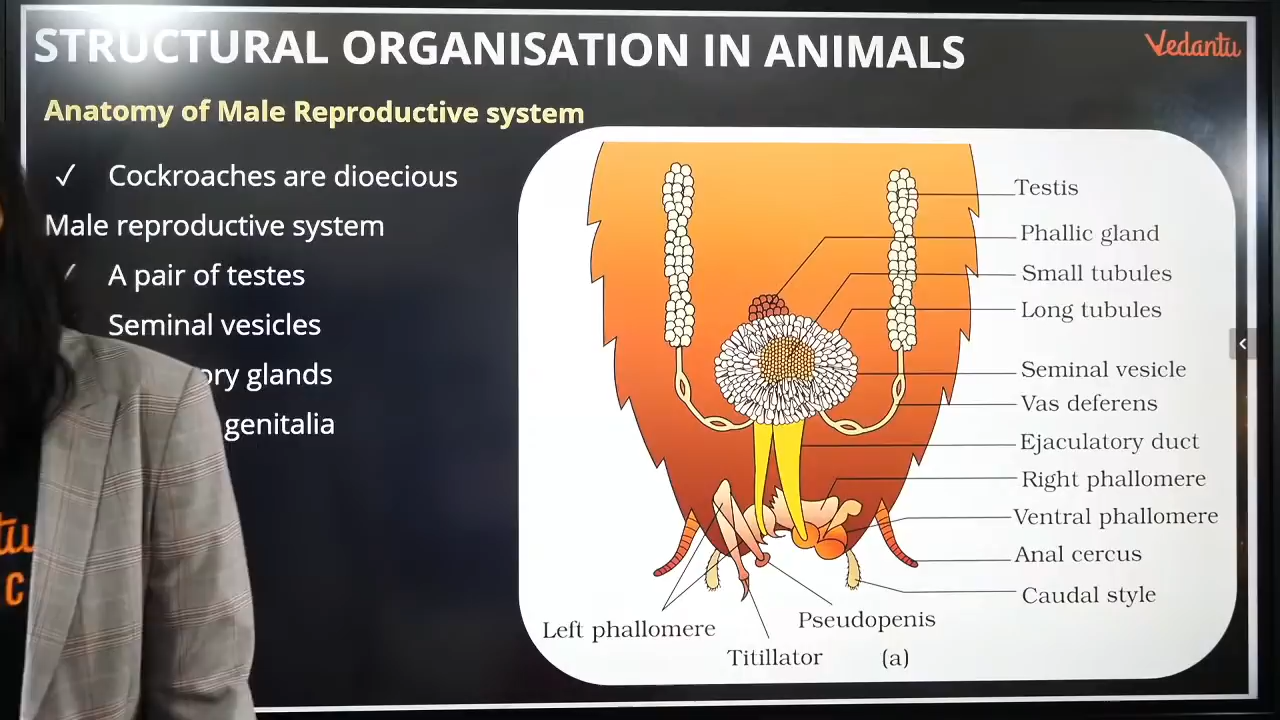 STRUCTURAL ORGANISATION IN ANIMALS
Vedantu
Anatomy of Male Reproductive system
✓ Cockroaches are dioecious
Male reproductive system
✓ A pair of testes
Seminal vesicles
glands
genitalia
Testis
Phallic gland
Small tubules
Long tubules
Seminal vesicle
Vas deferens
Ejaculatory duct
Right phallomere
Ventral phallomere
Anal cercus
Caudal style
Pseudopenis
Left phallomere
Titillator
(a)